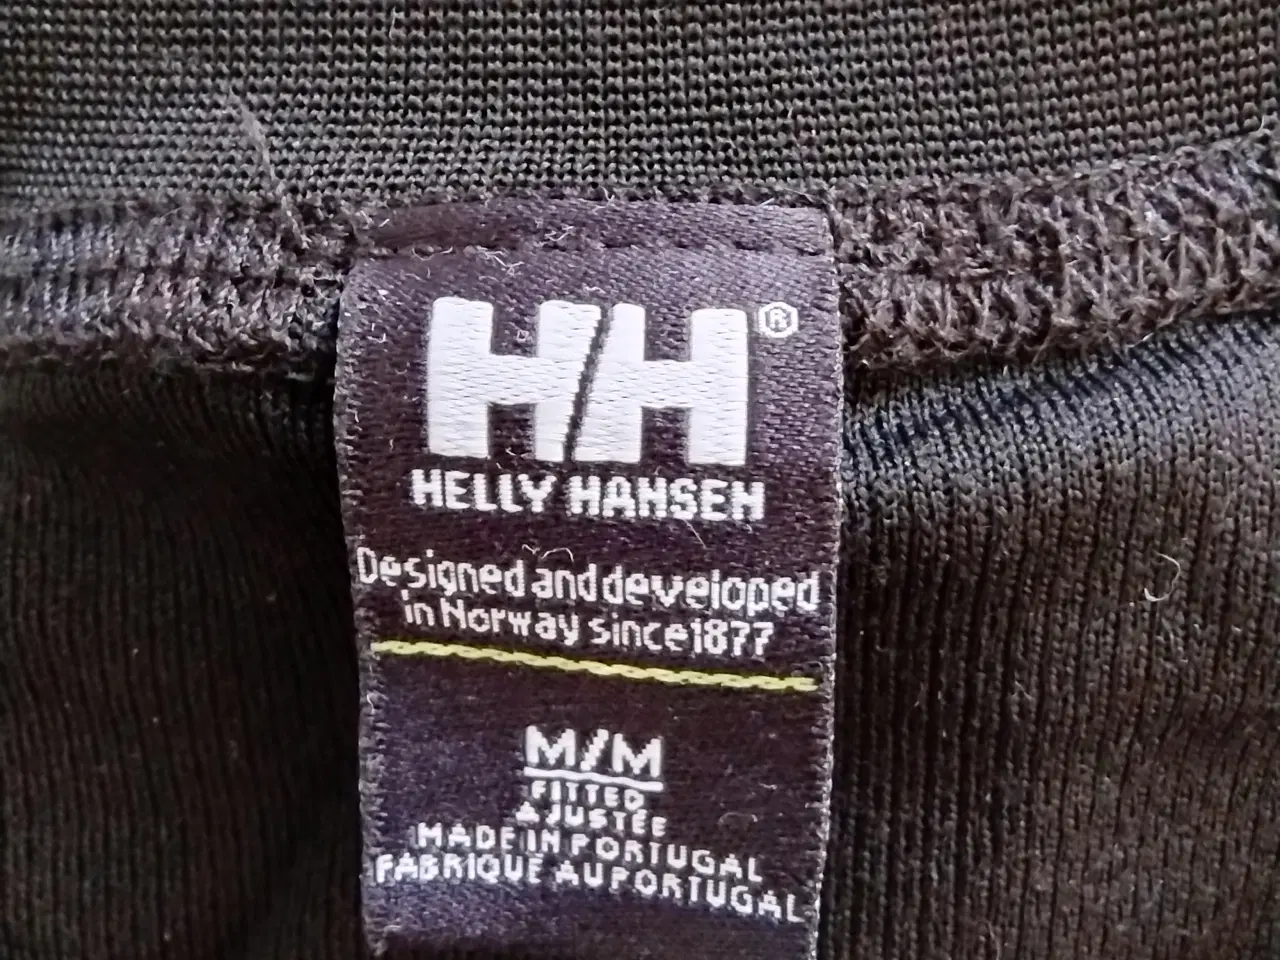 HH®
HELLY HANSEN
Designed and developed
in Norway since 1877
M/M
FITTED
AJUSTÉE
MADE IN PORTUGAL
FABRIQUÉ AU PORTUGAL